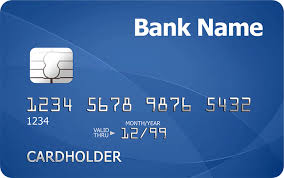 Bank Name
1234 5678 9876 5432
1234
MONTH/YEAR
VALID THRU 12/99
CARDHOLDER